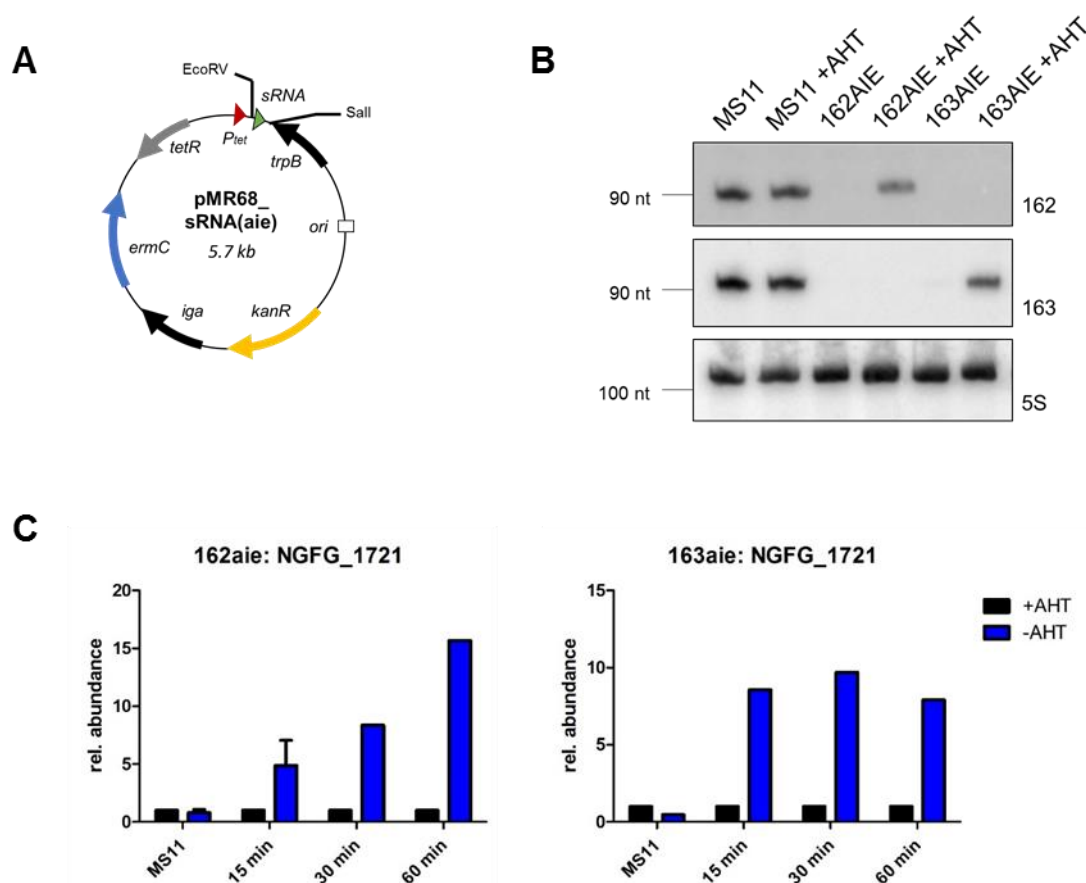 A
EcoRV
sRNA
SalI
Ptet
tetR
trpB
pMR68_
sRNA(aie)
5.7 kb
ori
ermC
iga
kanR
B
MS11
MS11 +AHT
162AIE
162AIE +AHT
163AIE
163AIE +AHT
90 nt
162
90 nt
163
100 nt
5S
C
162aie: NGFG_1721
rel. abundance
20
15
10
5
0
MS11
15 min
30 min
60 min
163aie: NGFG_1721
rel. abundance
15
10
5
0
MS11
15 min
30 min
60 min
+AHT
-AHT